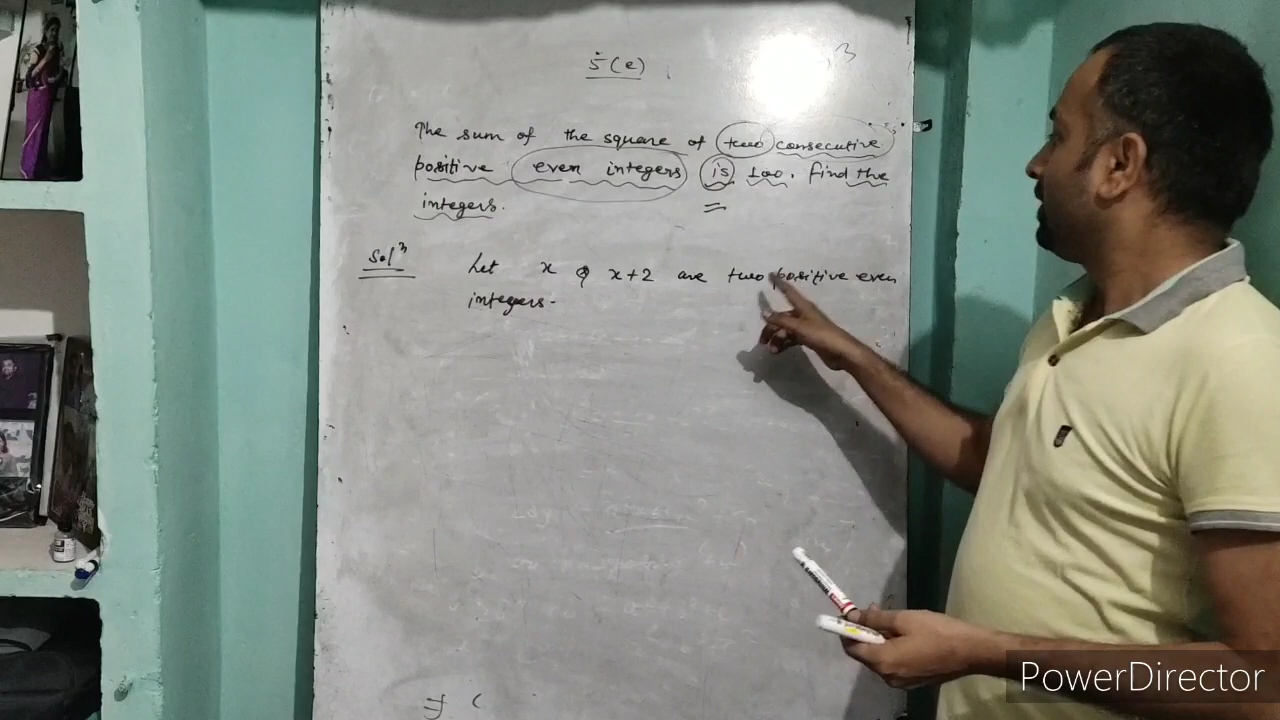 5(e)
The sum of the square of two consecutive
positive even integers is 100. Find the
integers.
Solⁿ
Let x & x+2 are two positive even
integers.
PowerDirector